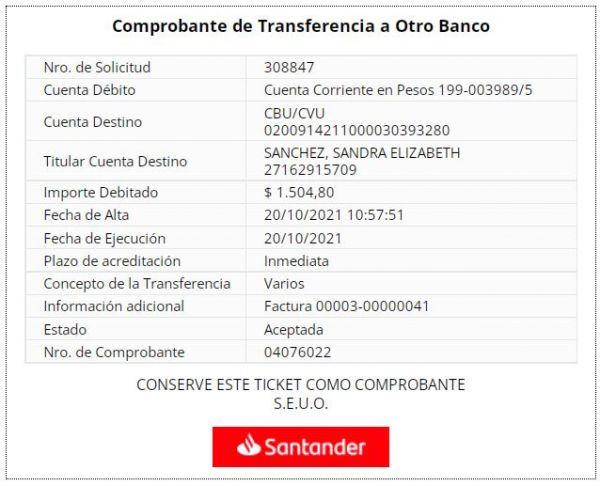 Comprobante de Transferencia a Otro Banco
Nro. de Solicitud 308847
Cuenta Débito Cuenta Corriente en Pesos 199-003989/5
Cuenta Destino CBU/CVU
0200914211000030393280
Titular Cuenta Destino SANCHEZ, SANDRA ELIZABETH
27162915709
Importe Debitado $ 1.504,80
Fecha de Alta 20/10/2021 10:57:51
Fecha de Ejecución 20/10/2021
Plazo de acreditación Inmediata
Concepto de la Transferencia Varios
Información adicional Factura 00003-00000041
Estado Aceptada
Nro. de Comprobante 04076022
CONSERVE ESTE TICKET COMO COMPROBANTE
S.E.U.O.
Santander